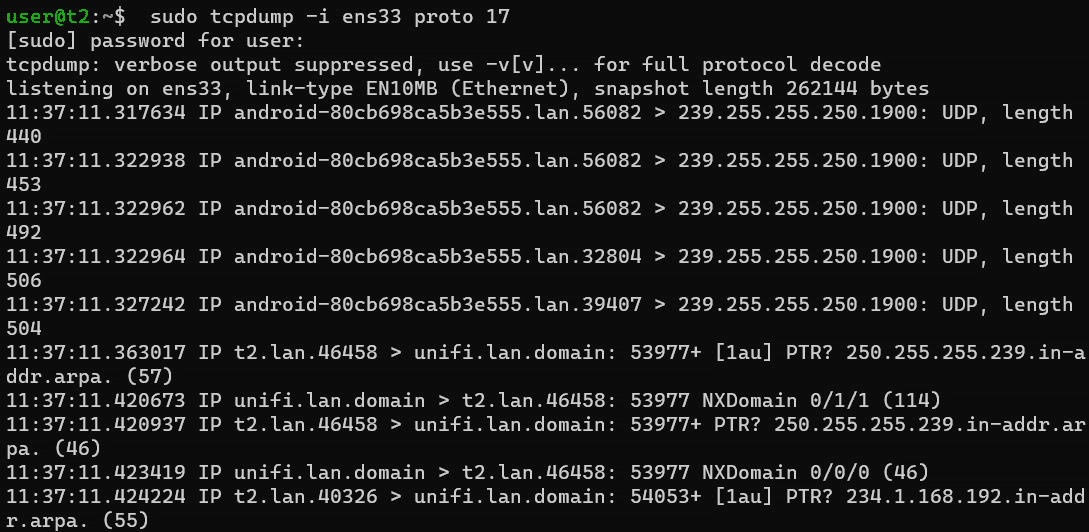 user@t2:~$  sudo tcpdump -i ens33 proto 17
[sudo] password for user:
tcpdump: verbose output suppressed, use -v[v]... for full protocol decode
listening on ens33, link-type EN10MB (Ethernet), snapshot length 262144 bytes
11:37:11.317634 IP android-80cb698ca5b3e555.lan.56082 > 239.255.255.250.1900: UDP, length
440
11:37:11.322938 IP android-80cb698ca5b3e555.lan.56082 > 239.255.255.250.1900: UDP, length
453
11:37:11.322962 IP android-80cb698ca5b3e555.lan.56082 > 239.255.255.250.1900: UDP, length
492
11:37:11.322964 IP android-80cb698ca5b3e555.lan.32804 > 239.255.255.250.1900: UDP, length
506
11:37:11.327242 IP android-80cb698ca5b3e555.lan.39407 > 239.255.255.250.1900: UDP, length
504
11:37:11.363017 IP t2.lan.46458 > unifi.lan.domain: 53977+ [1au] PTR? 250.255.255.239.in-a
ddr.arpa. (57)
11:37:11.420673 IP unifi.lan.domain > t2.lan.46458: 53977 NXDomain 0/1/1 (114)
11:37:11.420937 IP t2.lan.46458 > unifi.lan.domain: 53977+ PTR? 250.255.255.239.in-addr.ar
pa. (46)
11:37:11.423419 IP unifi.lan.domain > t2.lan.46458: 53977 NXDomain 0/0/0 (46)
11:37:11.424224 IP t2.lan.40326 > unifi.lan.domain: 54053+ [1au] PTR? 234.1.168.192.in-add
r.arpa. (55)